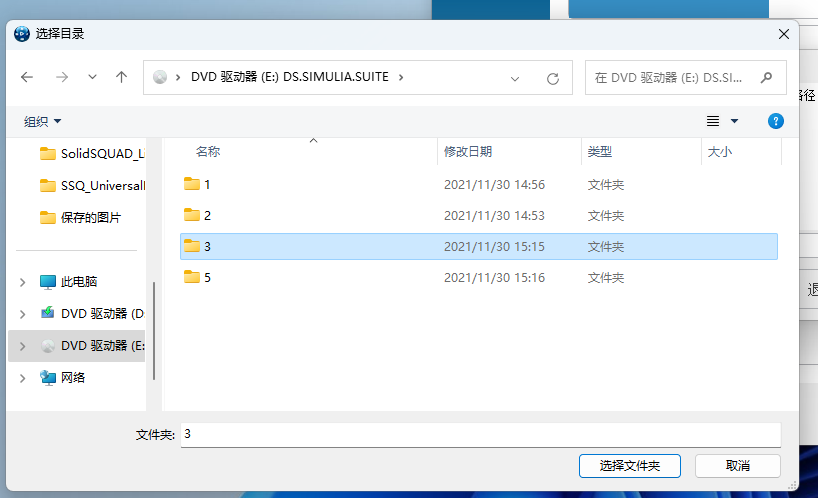 选择目录
DVD 驱动器 (E:) DS.SIMULIA.SUITE
在 DVD 驱动器 (E:) DS.SI...
路径
组织
名称 修改日期 类型 大小
SolidSQUAD_Li
SSQ_Universal
保存的图片
1 2021/11/30 14:56 文件夹
2 2021/11/30 14:53 文件夹
3 2021/11/30 15:15 文件夹
5 2021/11/30 15:16 文件夹
此电脑
DVD 驱动器 (D:
DVD 驱动器 (E:
网络
退
文件夹: 3
选择文件夹 取消